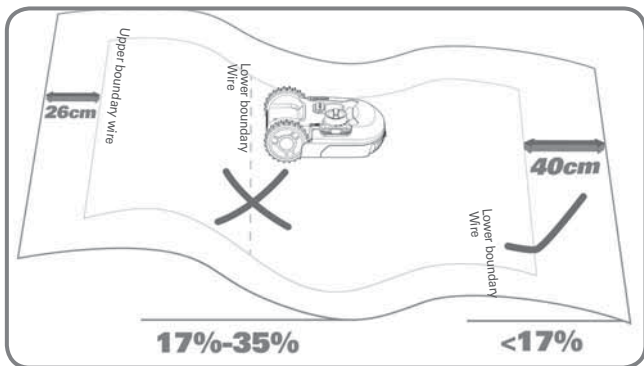 26cm
Upper boundary wire
Lower boundary
Wire
40cm
Lower boundary
Wire
17%-35%
<17%